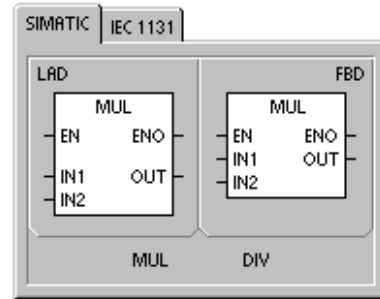 SIMATIC IEC 1131
LAD FBD
MUL MUL
EN ENO EN ENO
IN1 OUT IN1 OUT
IN2 IN2
MUL DIV